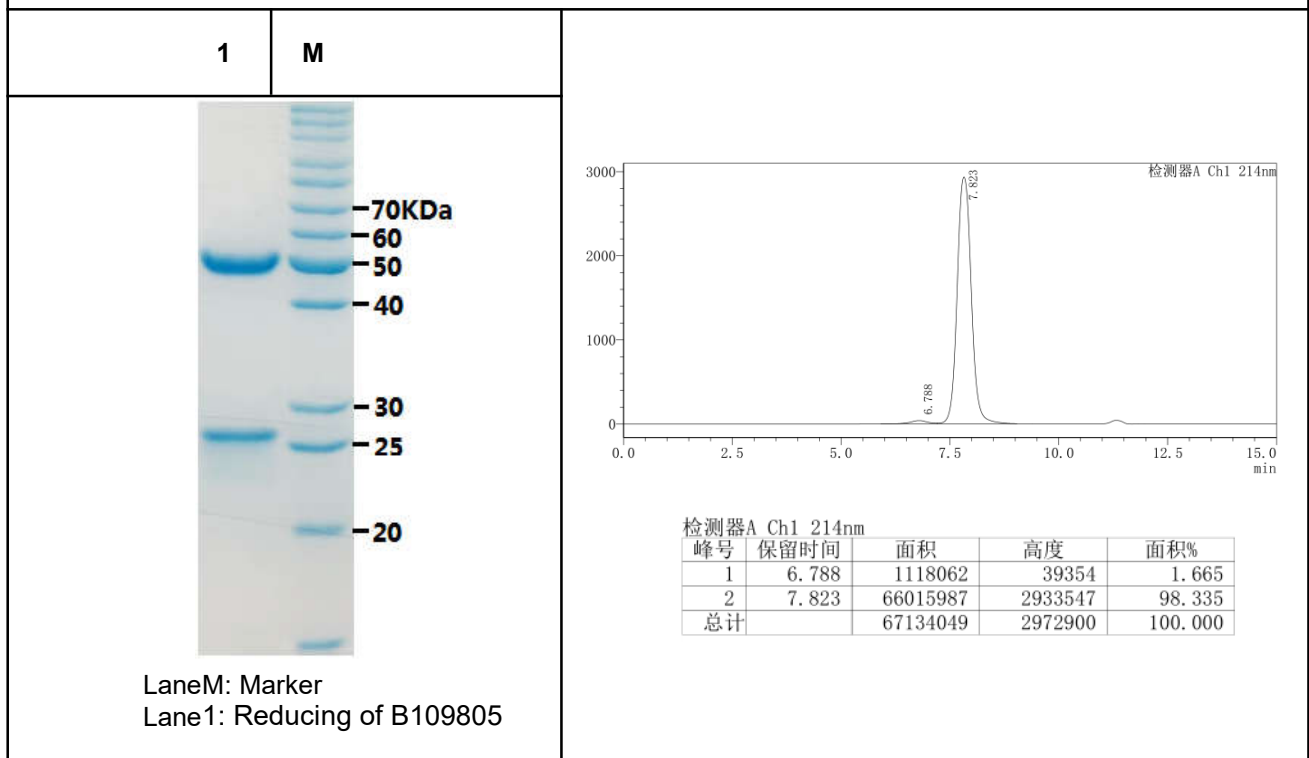 1 M
70KDa
60
50
40
30
25
20
LaneM: Marker
Lane1: Reducing of B109805
检测器A Ch1 214nm
7.823
6.788
3000
2000
1000
0
0.0 2.5 5.0 7.5 10.0 12.5 15.0
min
检测器A Ch1 214nm
峰号 保留时间 面积 高度 面积%
1 6.788 1118062 39354 1.665
2 7.823 66015987 2933547 98.335
总计 67134049 2972900 100.000